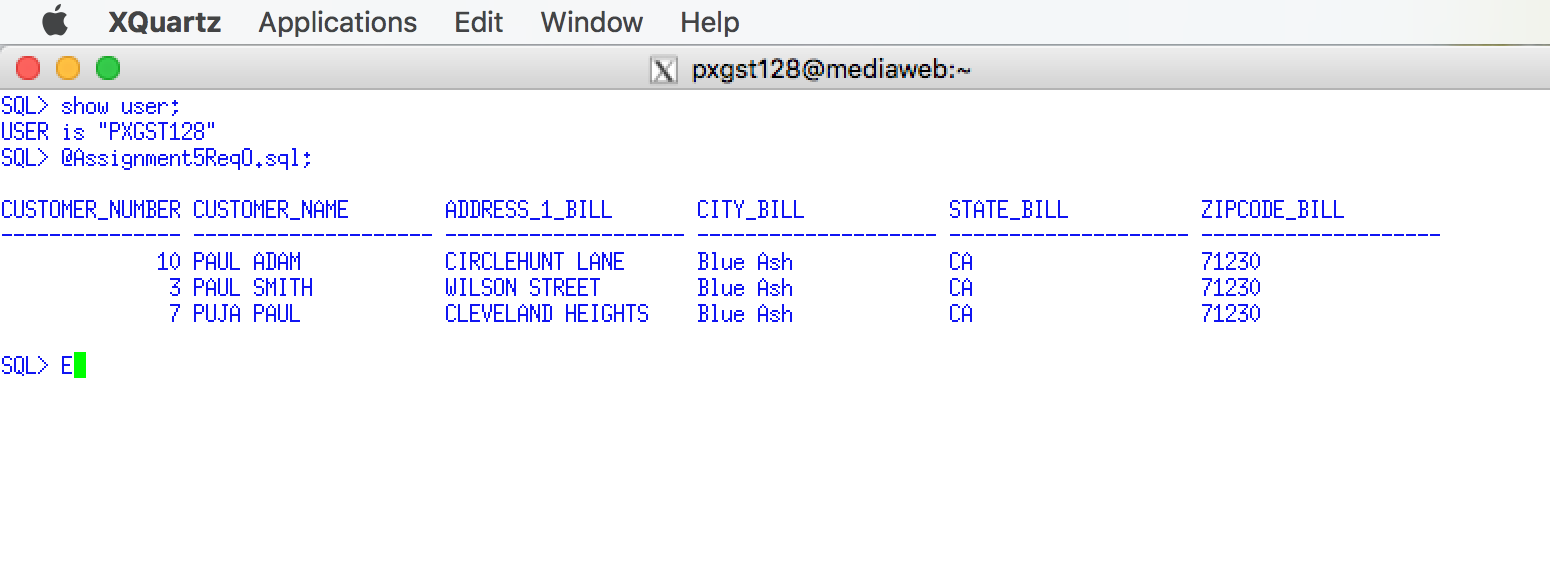 XQuartz Applications Edit Window Help
X pxgst128@mediaweb:~
SQL> show user;
USER is "PXGST128"
SQL> @Assignment5ReqO.sql;
CUSTOMER_NUMBER CUSTOMER_NAME ADDRESS_1_BILL CITY_BILL STATE_BILL ZIPCODE_BILL
--------------- -------------------- -------------------- -------------------- -------------------- --------------------
10 PAUL ADAM CIRCLEHUNT LANE Blue Ash CA 71230
3 PAUL SMITH WILSON STREET Blue Ash CA 71230
7 PUJA PAUL CLEVELAND HEIGHTS Blue Ash CA 71230
SQL> E